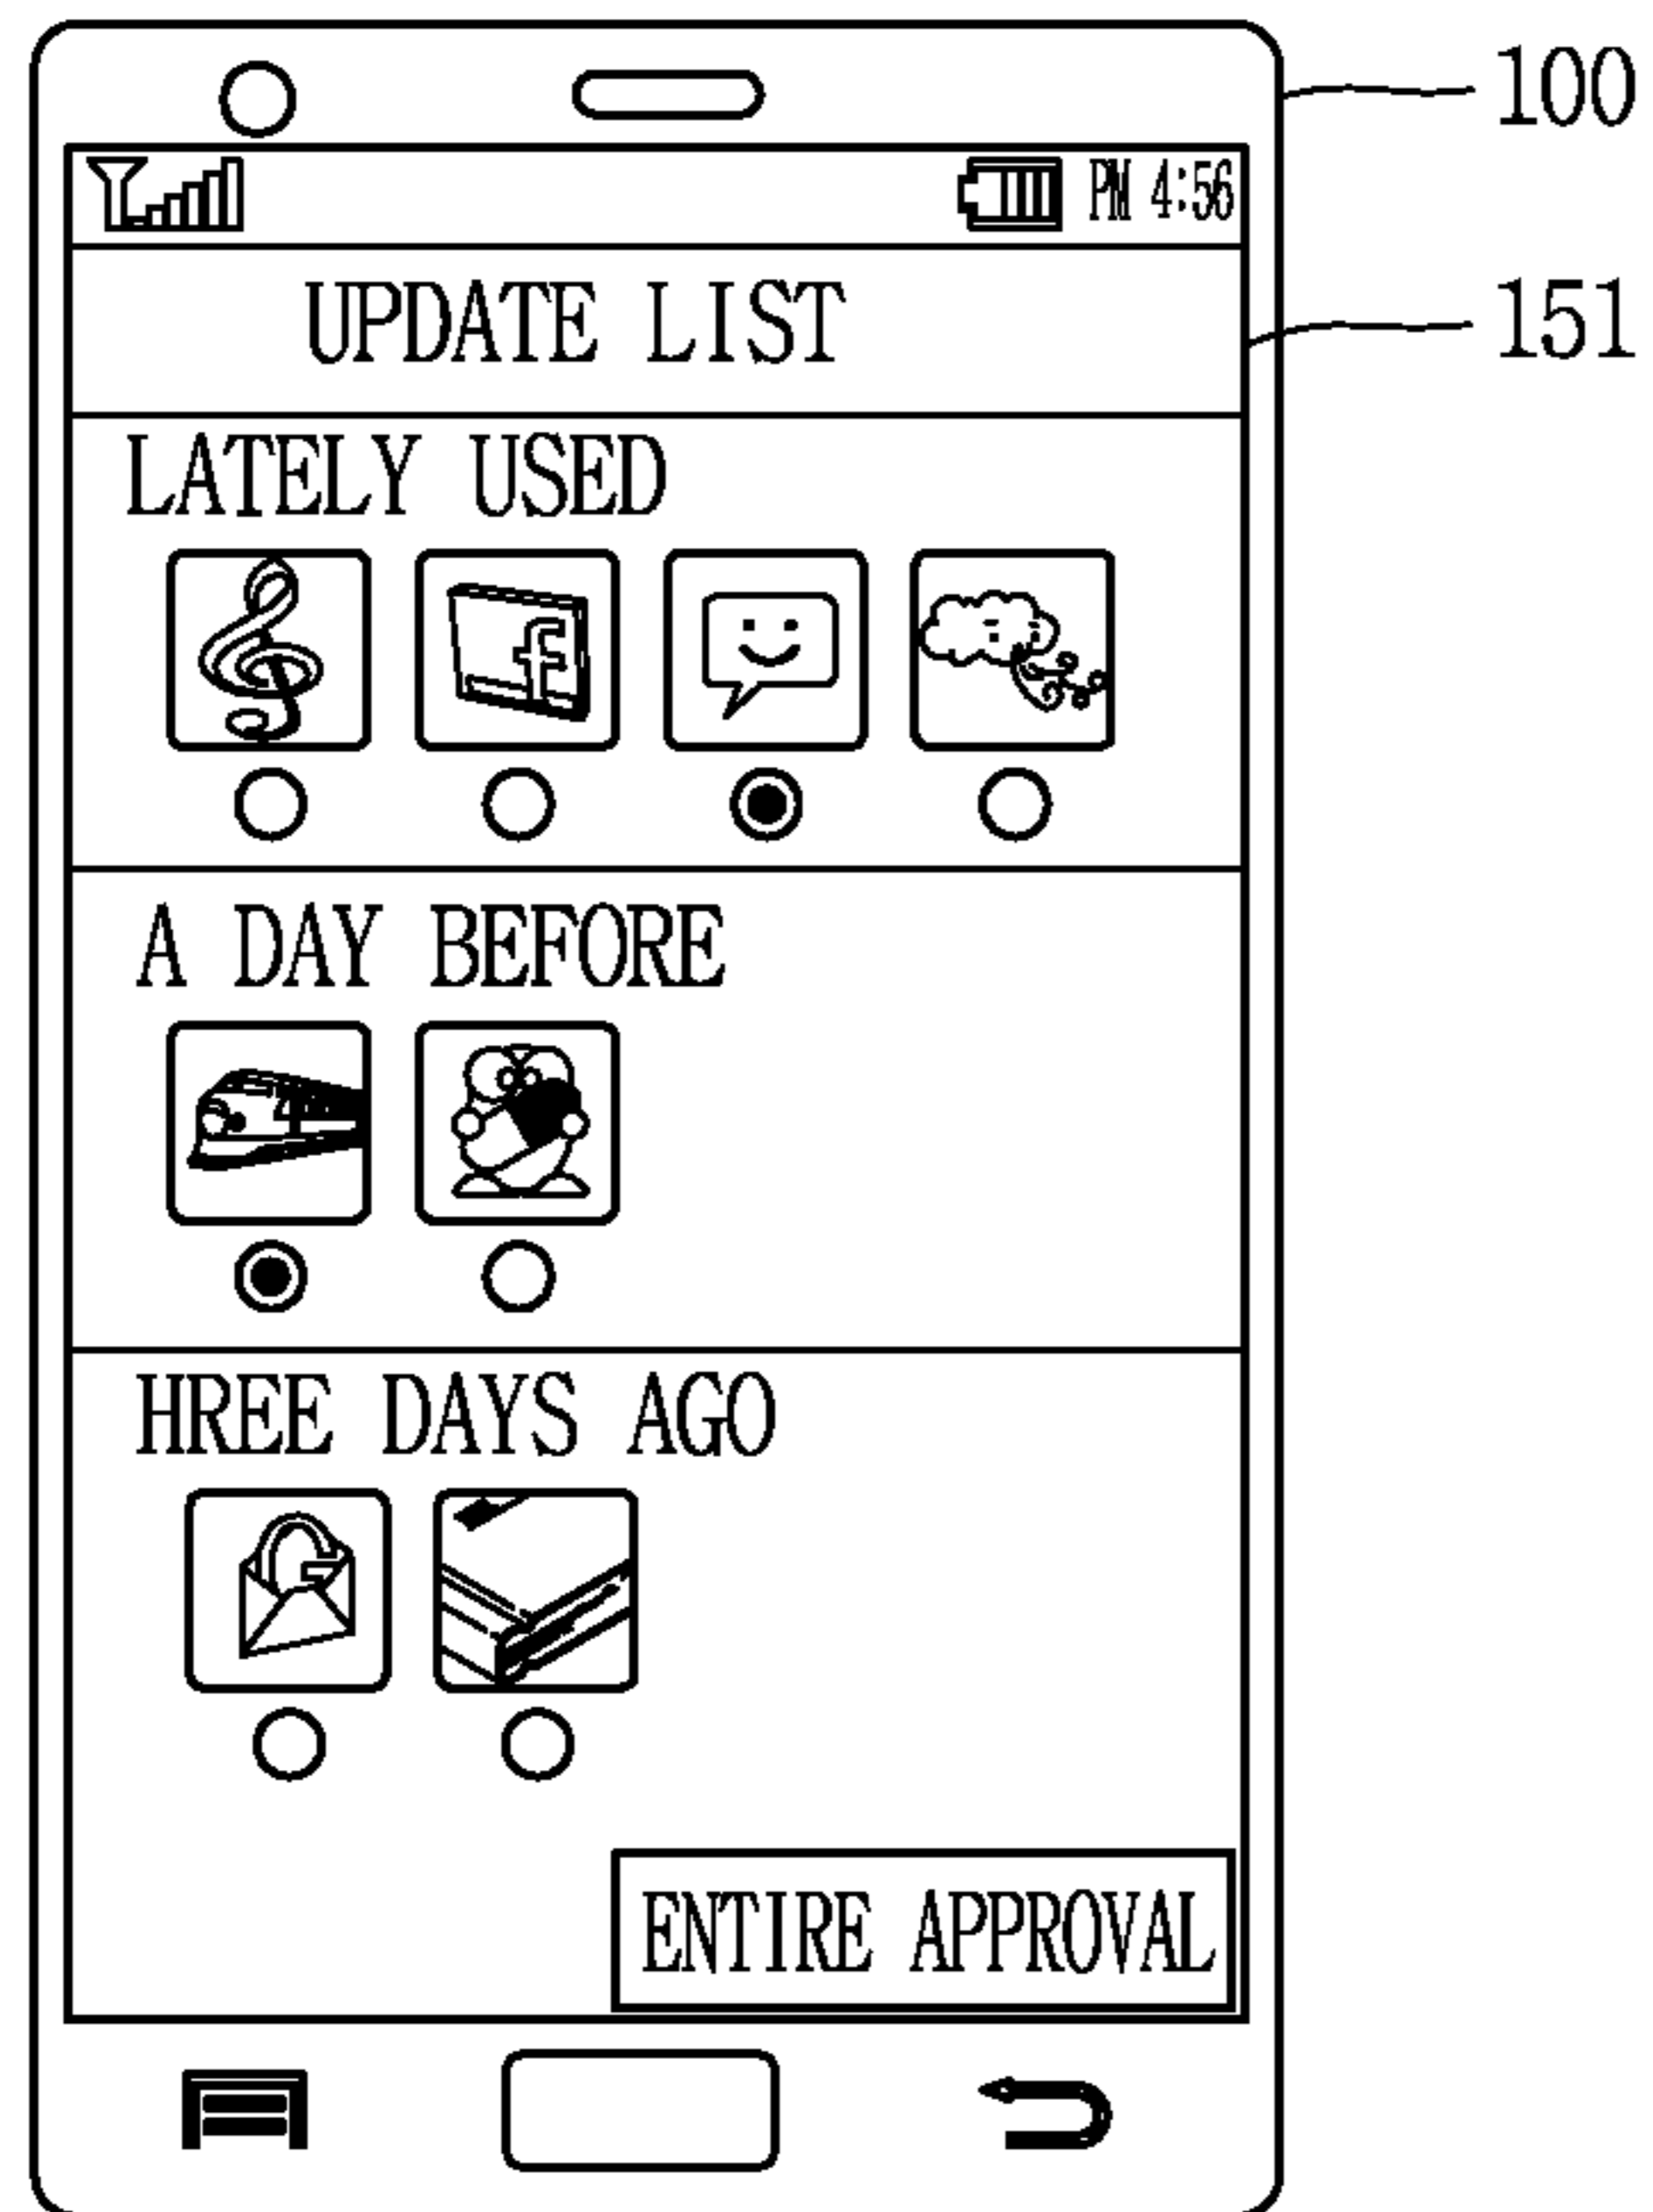 100
PM 4:56
UPDATE LIST
151
LATELY USED
f
A DAY BEFORE
HREE DAYS AGO
G
ENTIRE APPROVAL